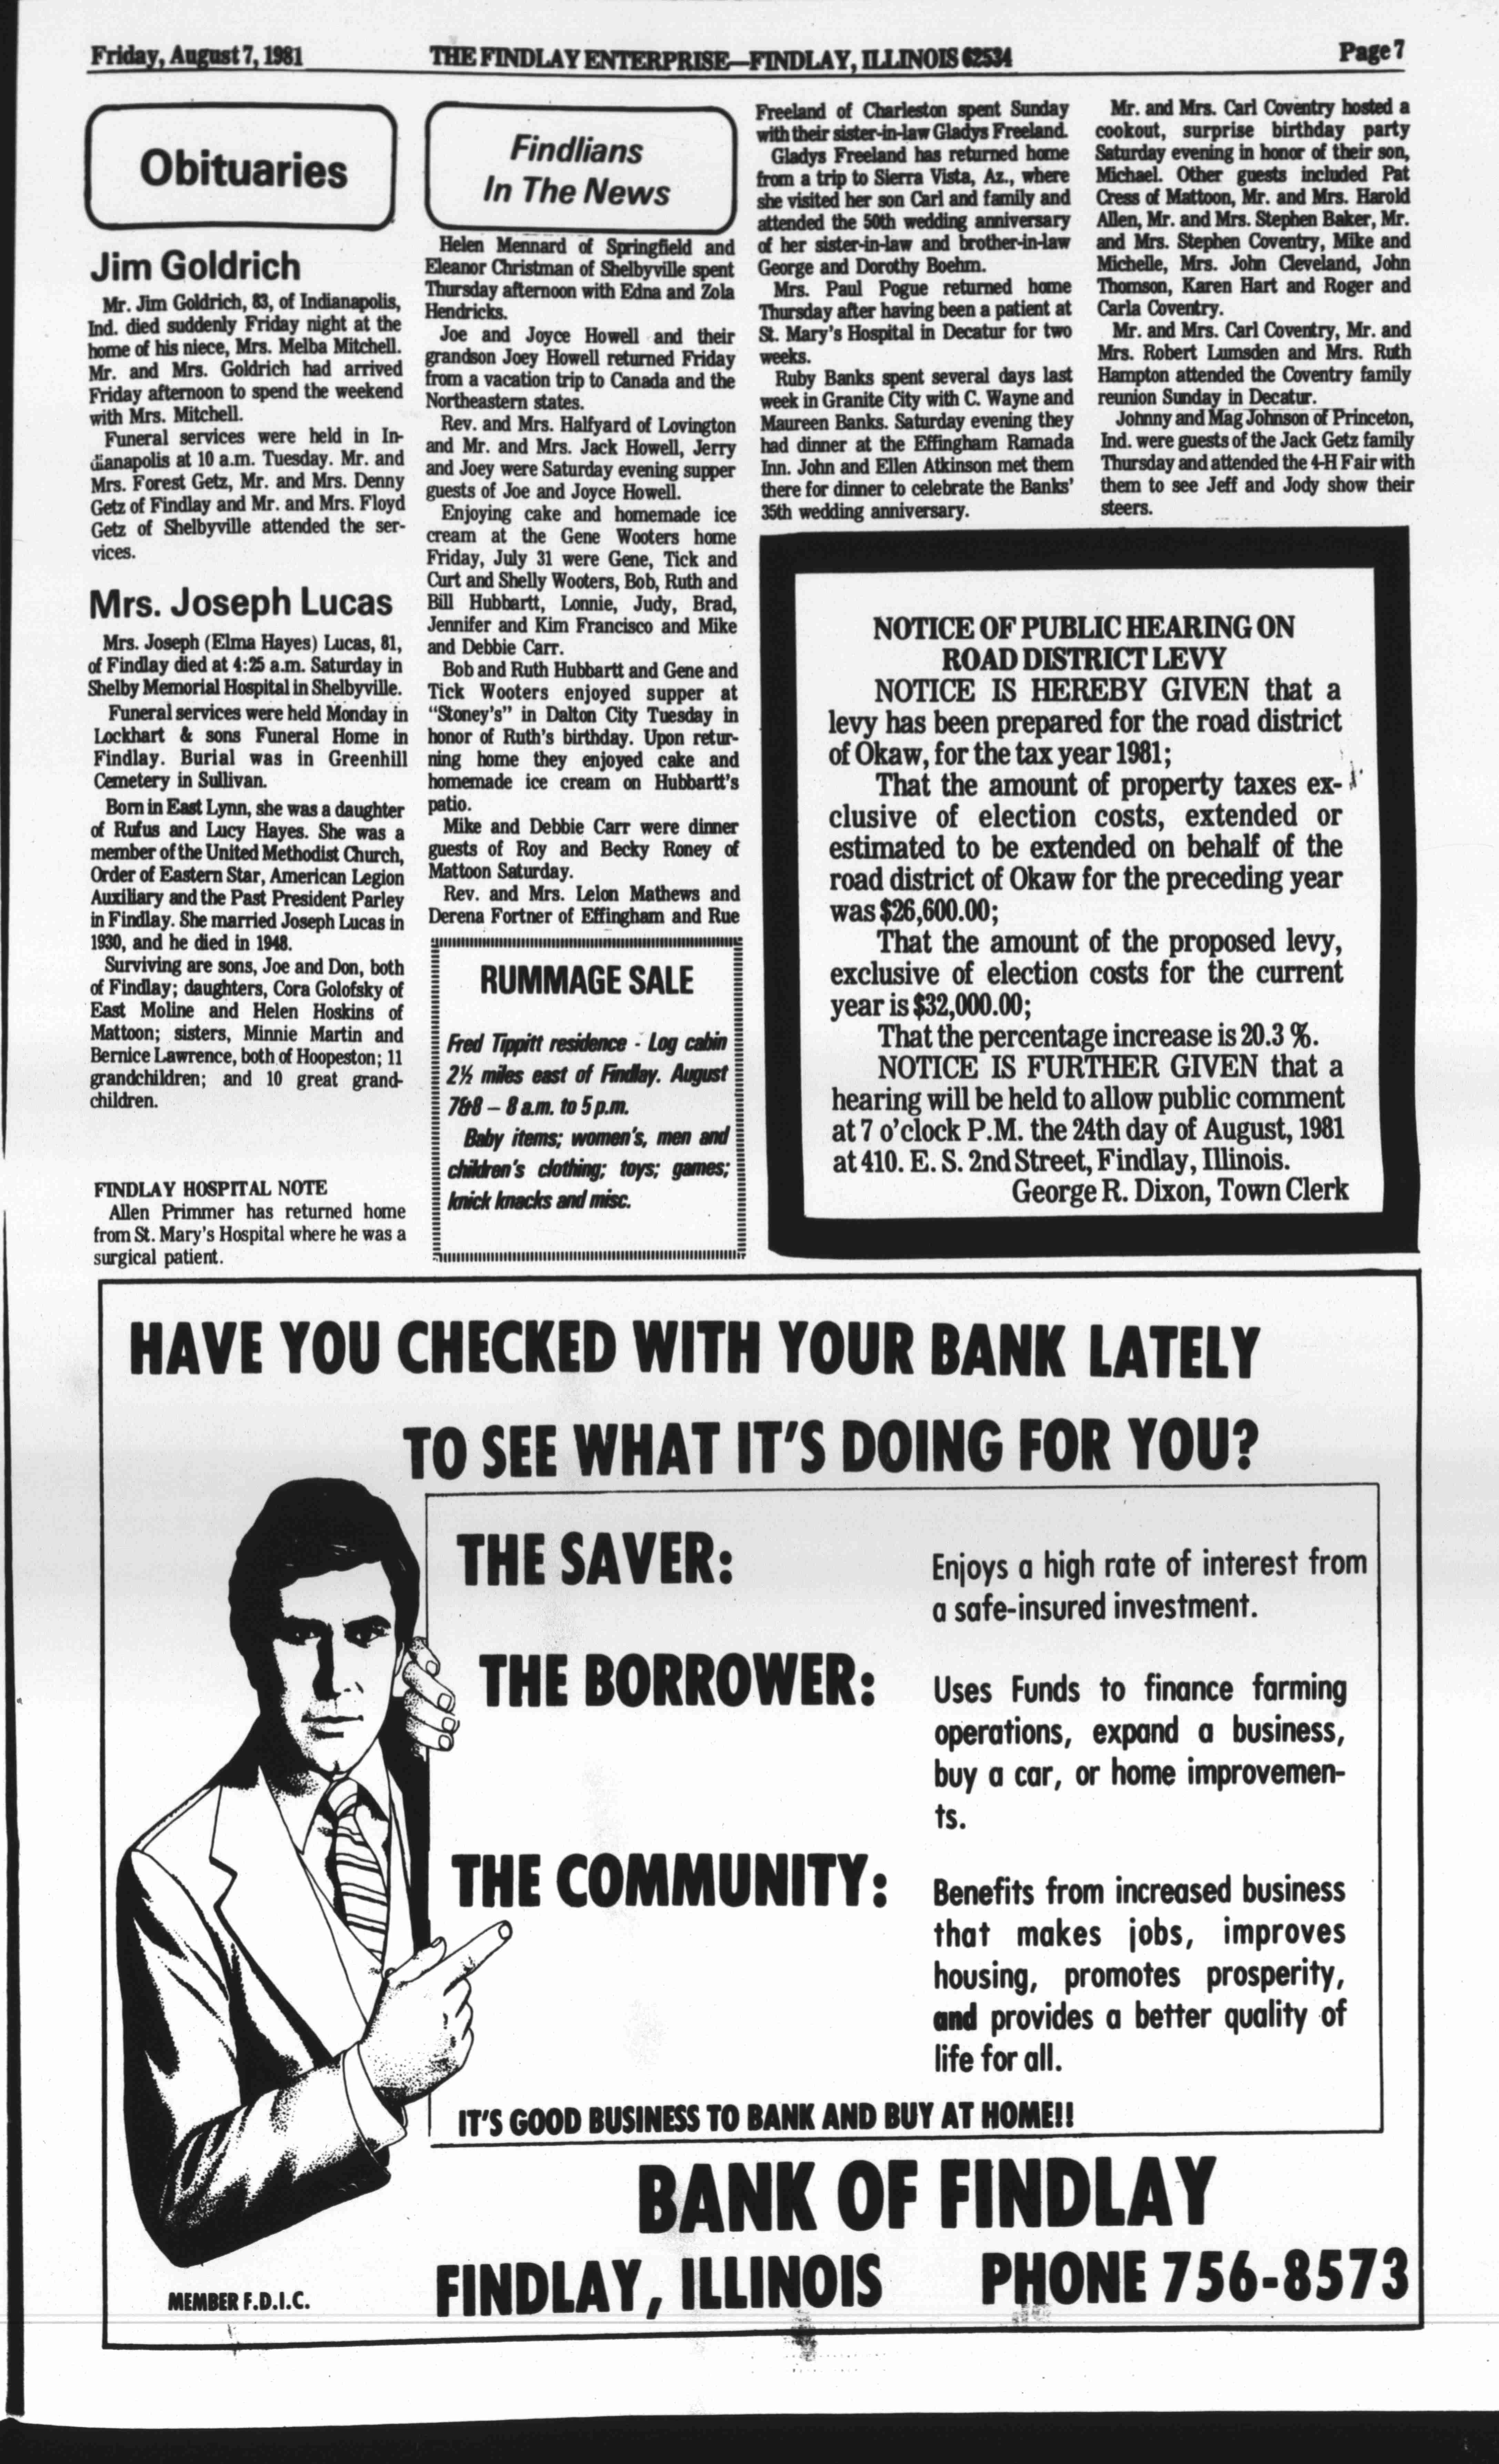 Friday, August 7, 1981
THE FINDLAY ENTERPRISE—FINDLAY, ILLINOIS 62534
Page 7
Obituaries
Jim Goldrich
Mr. Jim Goldrich, 83, of Indianapolis,
Ind. died suddenly Friday night at the
home of his niece, Mrs. Melba Mitchell.
Mr. and Mrs. Goldrich had arrived
Friday afternoon to spend the weekend
with Mrs. Mitchell.
Funeral services were held in In-
dianapolis at 10 a.m. Tuesday. Mr. and
Mrs. Forest Getz, Mr. and Mrs. Denny
Getz of Findlay and Mr. and Mrs. Floyd
Getz of Shelbyville attended the ser-
vices.
Mrs. Joseph Lucas
Mrs. Joseph (Elma Hayes) Lucas, 81,
of Findlay died at 4:25 a.m. Saturday in
Shelby Memorial Hospital in Shelbyville.
Funeral services were held Monday in
Lockhart & sons Funeral Home in
Findlay. Burial was in Greenhill
Cemetery in Sullivan.
Born in East Lynn, she was a daughter
of Rufus and Lucy Hayes. She was a
member of the United Methodist Church,
Order of Eastern Star, American Legion
Auxiliary and the Past President Parley
in Findlay. She married Joseph Lucas in
1930, and he died in 1948.
Surviving are sons, Joe and Don, both
of Findlay; daughters, Cora Golofsky of
East Moline and Helen Hoskins of
Mattoon; sisters, Minnie Martin and
Bernice Lawrence, both of Hoopeston; 11
grandchildren; and 10 great grand-
children.
FINDLAY HOSPITAL NOTE
Allen Primmer has returned home
from St. Mary's Hospital where he was a
surgical patient.
Findlians
In The News
Helen Mennard of Springfield and
Eleanor Christman of Shelbyville spent
Thursday afternoon with Edna and Zola
Hendricks.
Joe and Joyce Howell and their
grandson Joey Howell returned Friday
from a vacation trip to Canada and the
Northeastern states.
Rev. and Mrs. Halfyard of Lovington
and Mr. and Mrs. Jack Howell, Jerry
and Joey were Saturday evening supper
guests of Joe and Joyce Howell.
Enjoying cake and homemade ice
cream at the Gene Wooters home
Friday, July 31 were Gene, Tick and
Curt and Shelly Wooters, Bob, Ruth and
Bill Hubbartt, Lonnie, Judy, Brad,
Jennifer and Kim Francisco and Mike
and Debbie Carr.
Bob and Ruth Hubbartt and Gene and
Tick Wooters enjoyed supper at
"Stoney's" in Dalton City Tuesday in
honor of Ruth's birthday. Upon retur-
ning home they enjoyed cake and
homemade ice cream on Hubbartt's
patio.
Mike and Debbie Carr were dinner
guests of Roy and Becky Roney of
Mattoon Saturday.
Rev. and Mrs. Lelon Mathews and
Derena Fortner of Effingham and Rue
RUMMAGE SALE
Fred Tippitt residence - Log cabin
2½ miles east of Findlay. August
7&8 – 8 a.m. to 5 p.m.
Baby items; women's, men and
children's clothing; toys; games;
knick knacks and misc.
Freeland of Charleston spent Sunday
with their sister-in-law Gladys Freeland.
Gladys Freeland has returned home
from a trip to Sierra Vista, Az., where
she visited her son Carl and family and
attended the 50th wedding anniversary
of her sister-in-law and brother-in-law
George and Dorothy Boehm.
Mrs. Paul Pogue returned home
Thursday after having been a patient at
St. Mary's Hospital in Decatur for two
weeks.
Ruby Banks spent several days last
week in Granite City with C. Wayne and
Maureen Banks. Saturday evening they
had dinner at the Effingham Ramada
Inn. John and Ellen Atkinson met them
there for dinner to celebrate the Banks'
35th wedding anniversary.
Mr. and Mrs. Carl Coventry hosted a
cookout, surprise birthday party
Saturday evening in honor of their son,
Michael. Other guests included Pat
Cress of Mattoon, Mr. and Mrs. Harold
Allen, Mr. and Mrs. Stephen Baker, Mr.
and Mrs. Stephen Coventry, Mike and
Michelle, Mrs. John Cleveland, John
Thomson, Karen Hart and Roger and
Carla Coventry.
Mr. and Mrs. Carl Coventry, Mr. and
Mrs. Robert Lumsden and Mrs. Ruth
Hampton attended the Coventry family
reunion Sunday in Decatur.
Johnny and Mag Johnson of Princeton,
Ind. were guests of the Jack Getz family
Thursday and attended the 4-H Fair with
them to see Jeff and Jody show their
steers.
NOTICE OF PUBLIC HEARING ON
ROAD DISTRICT LEVY
NOTICE IS HEREBY GIVEN that a
levy has been prepared for the road district
of Okaw, for the tax year 1981;
That the amount of property taxes ex-
clusive of election costs, extended or
estimated to be extended on behalf of the
road district of Okaw for the preceding year
was $26,600.00;
That the amount of the proposed levy,
exclusive of election costs for the current
year is $32,000.00;
That the percentage increase is 20.3 %.
NOTICE IS FURTHER GIVEN that a
hearing will be held to allow public comment
at 7 o'clock P.M. the 24th day of August, 1981
at 410. E. S. 2nd Street, Findlay, Illinois.
George R. Dixon, Town Clerk
HAVE YOU CHECKED WITH YOUR BANK LATELY
TO SEE WHAT IT'S DOING FOR YOU?
THE SAVER:
Enjoys a high rate of interest from
a safe-insured investment.
THE BORROWER:
Uses Funds to finance farming
operations, expand a business,
buy a car, or home improvemen-
ts.
THE COMMUNITY:
Benefits from increased business
that makes jobs, improves
housing, promotes prosperity,
and provides a better quality of
life for all.
IT'S GOOD BUSINESS TO BANK AND BUY AT HOME!!
BANK OF FINDLAY
FINDLAY, ILLINOIS PHONE 756-8573
MEMBER F.D.I.C.